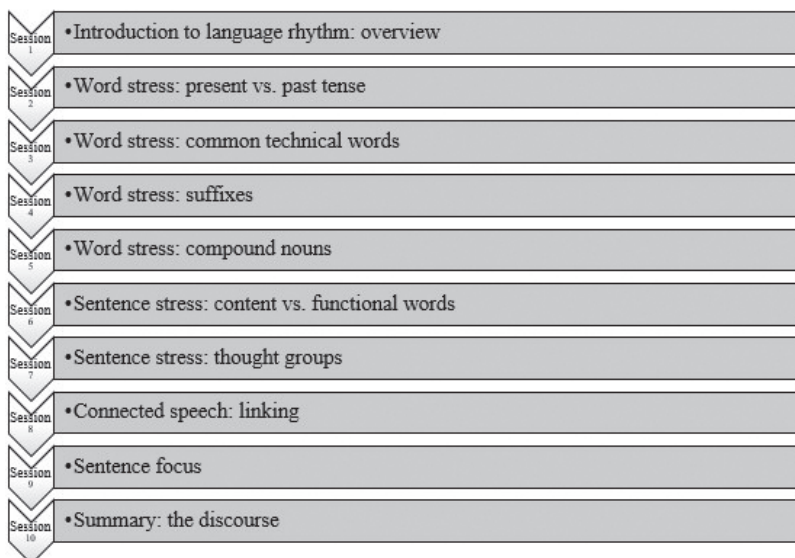 Session
1
•Introduction to language rhythm: overview
Session
2
•Word stress: present vs. past tense
Session
3
•Word stress: common technical words
Session
4
•Word stress: suffixes
Session
5
•Word stress: compound nouns
Session
6
•Sentence stress: content vs. functional words
Session
7
•Sentence stress: thought groups
Session
8
•Connected speech: linking
Session
9
•Sentence focus
Session
10
•Summary: the discourse